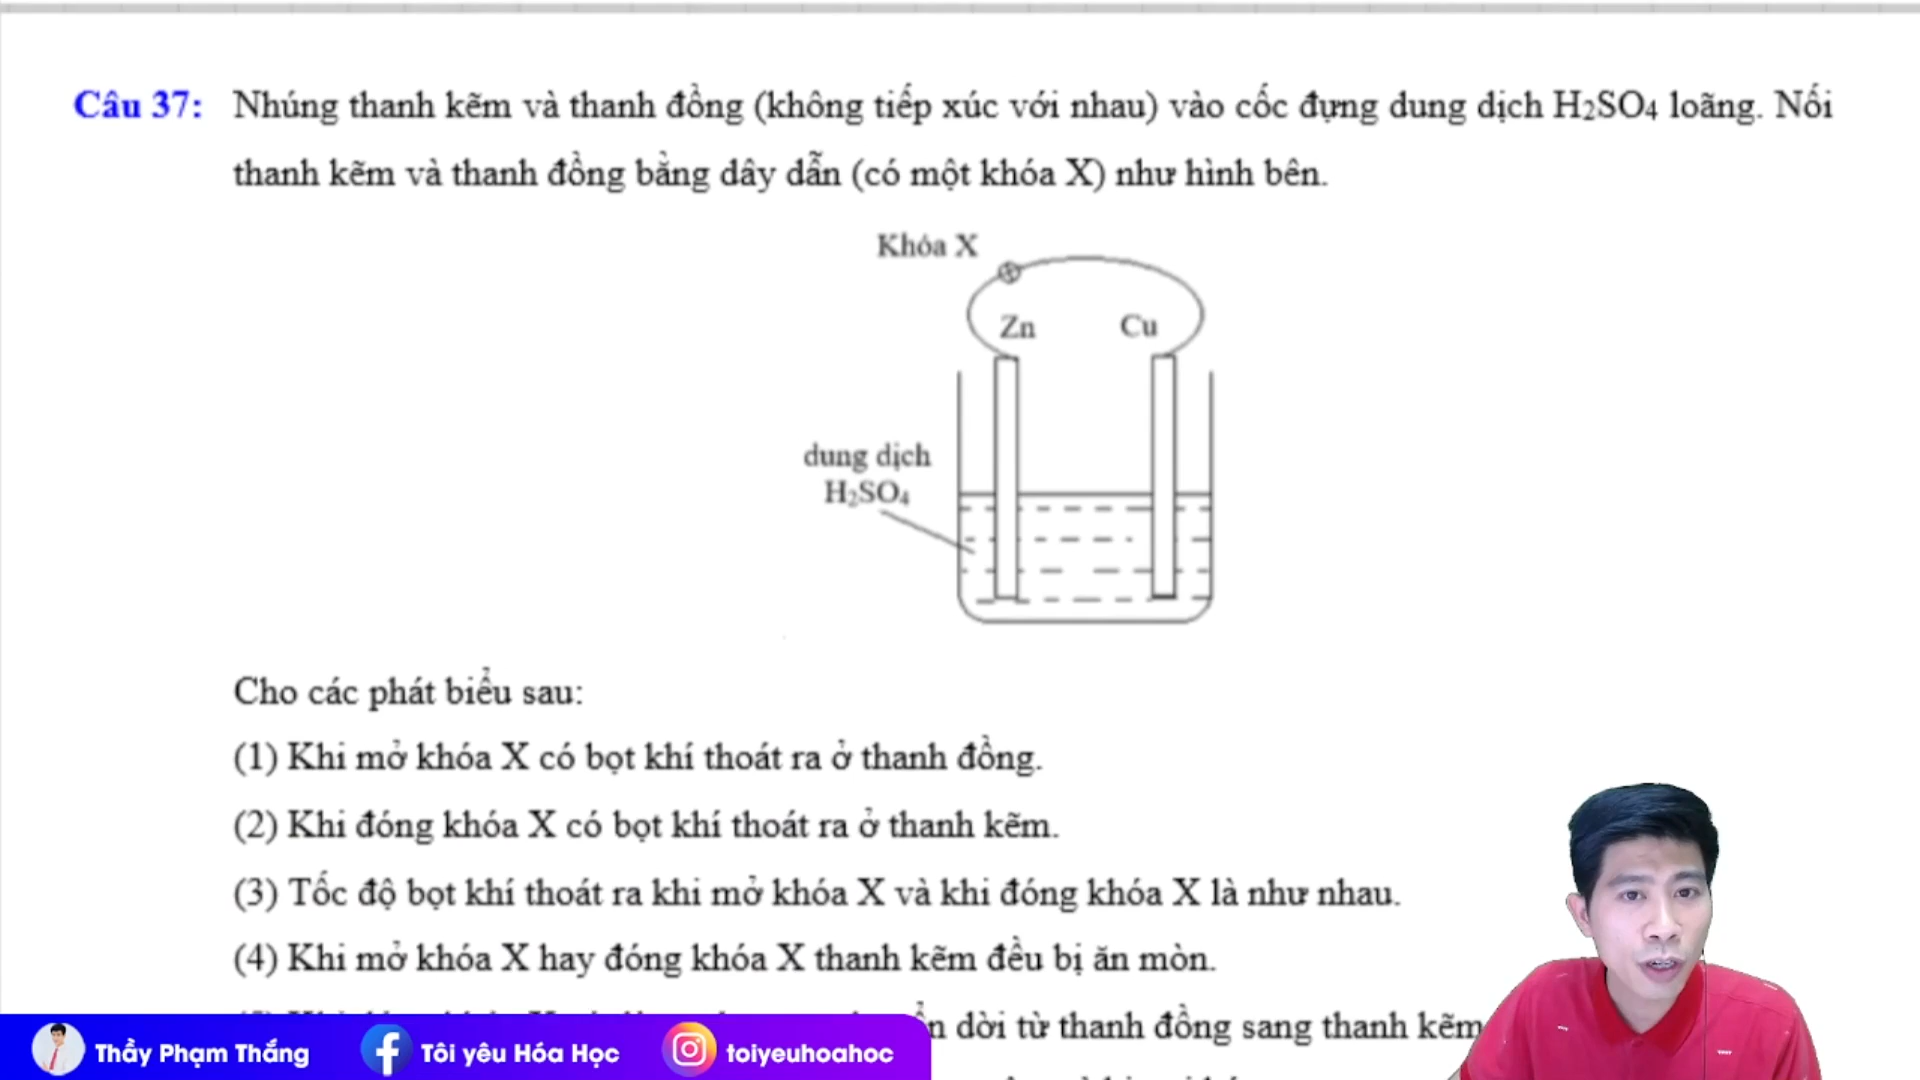 Câu 37: Nhúng thanh kẽm và thanh đồng (không tiếp xúc với nhau) vào cốc đựng dung dịch H₂SO₄ loãng. Nối
thanh kẽm và thanh đồng bằng dây dẫn (có một khóa X) như hình bên.
Khóa X
Zn
Cu
dung dịch
H₂SO₄
Cho các phát biểu sau:
(1) Khi mở khóa X có bọt khí thoát ra ở thanh đồng.
(2) Khi đóng khóa X có bọt khí thoát ra ở thanh kẽm.
(3) Tốc độ bọt khí thoát ra khi mở khóa X và khi đóng khóa X là như nhau.
(4) Khi mở khóa X hay đóng khóa X thanh kẽm đều bị ăn mòn.
dời từ thanh đồng sang thanh kẽm
Thầy Phạm Thắng
Tôi yêu Hóa Học
toiyeuhoahoc